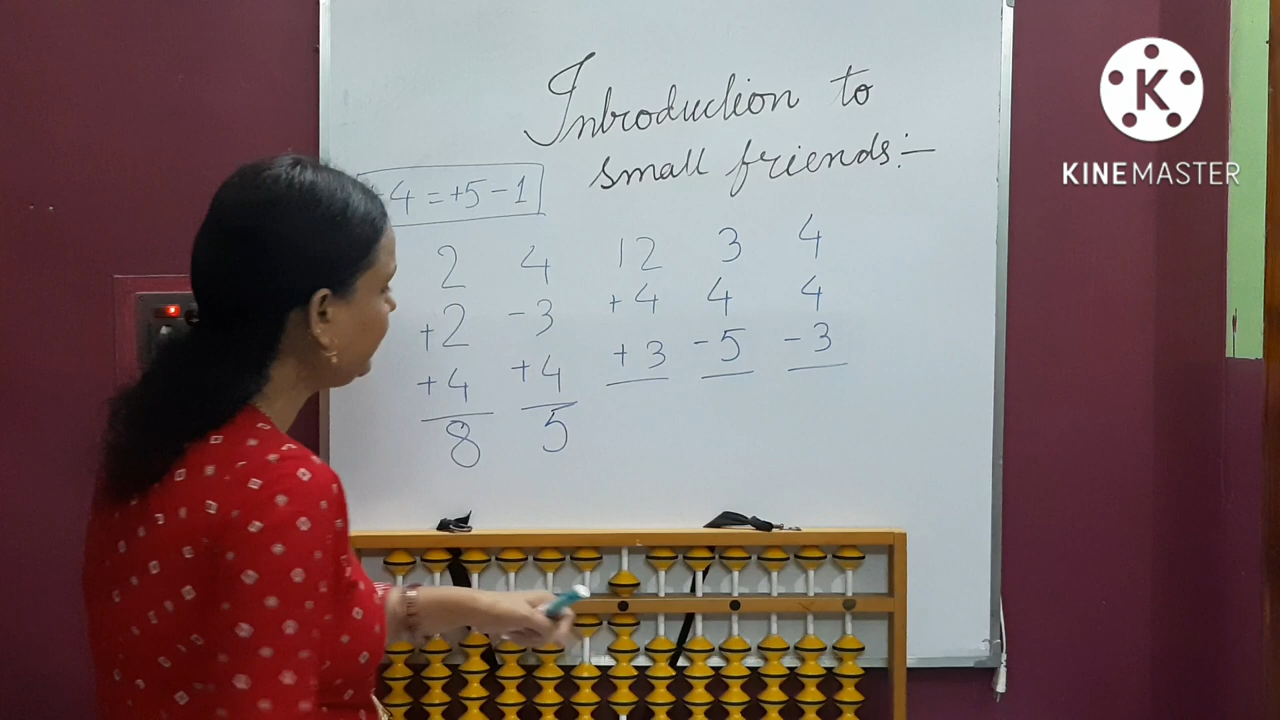 Introduction to
small friends:-
+4 = +5 - 1
2 4 12 3 4
+2 -3 +4 4 4
+4 +4 +3 -5 -3
8 5
K
KINEMASTER